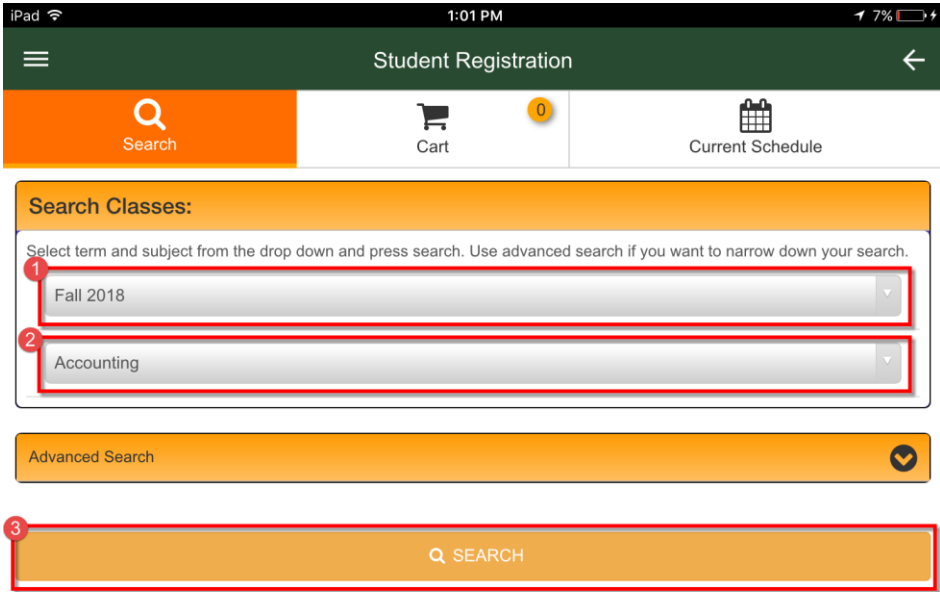 iPad 1:01 PM 7%
Student Registration
Search Cart 0 Current Schedule
Search Classes:
Select term and subject from the drop down and press search. Use advanced search if you want to narrow down your search.
1
Fall 2018
2
Accounting
Advanced Search
3
SEARCH